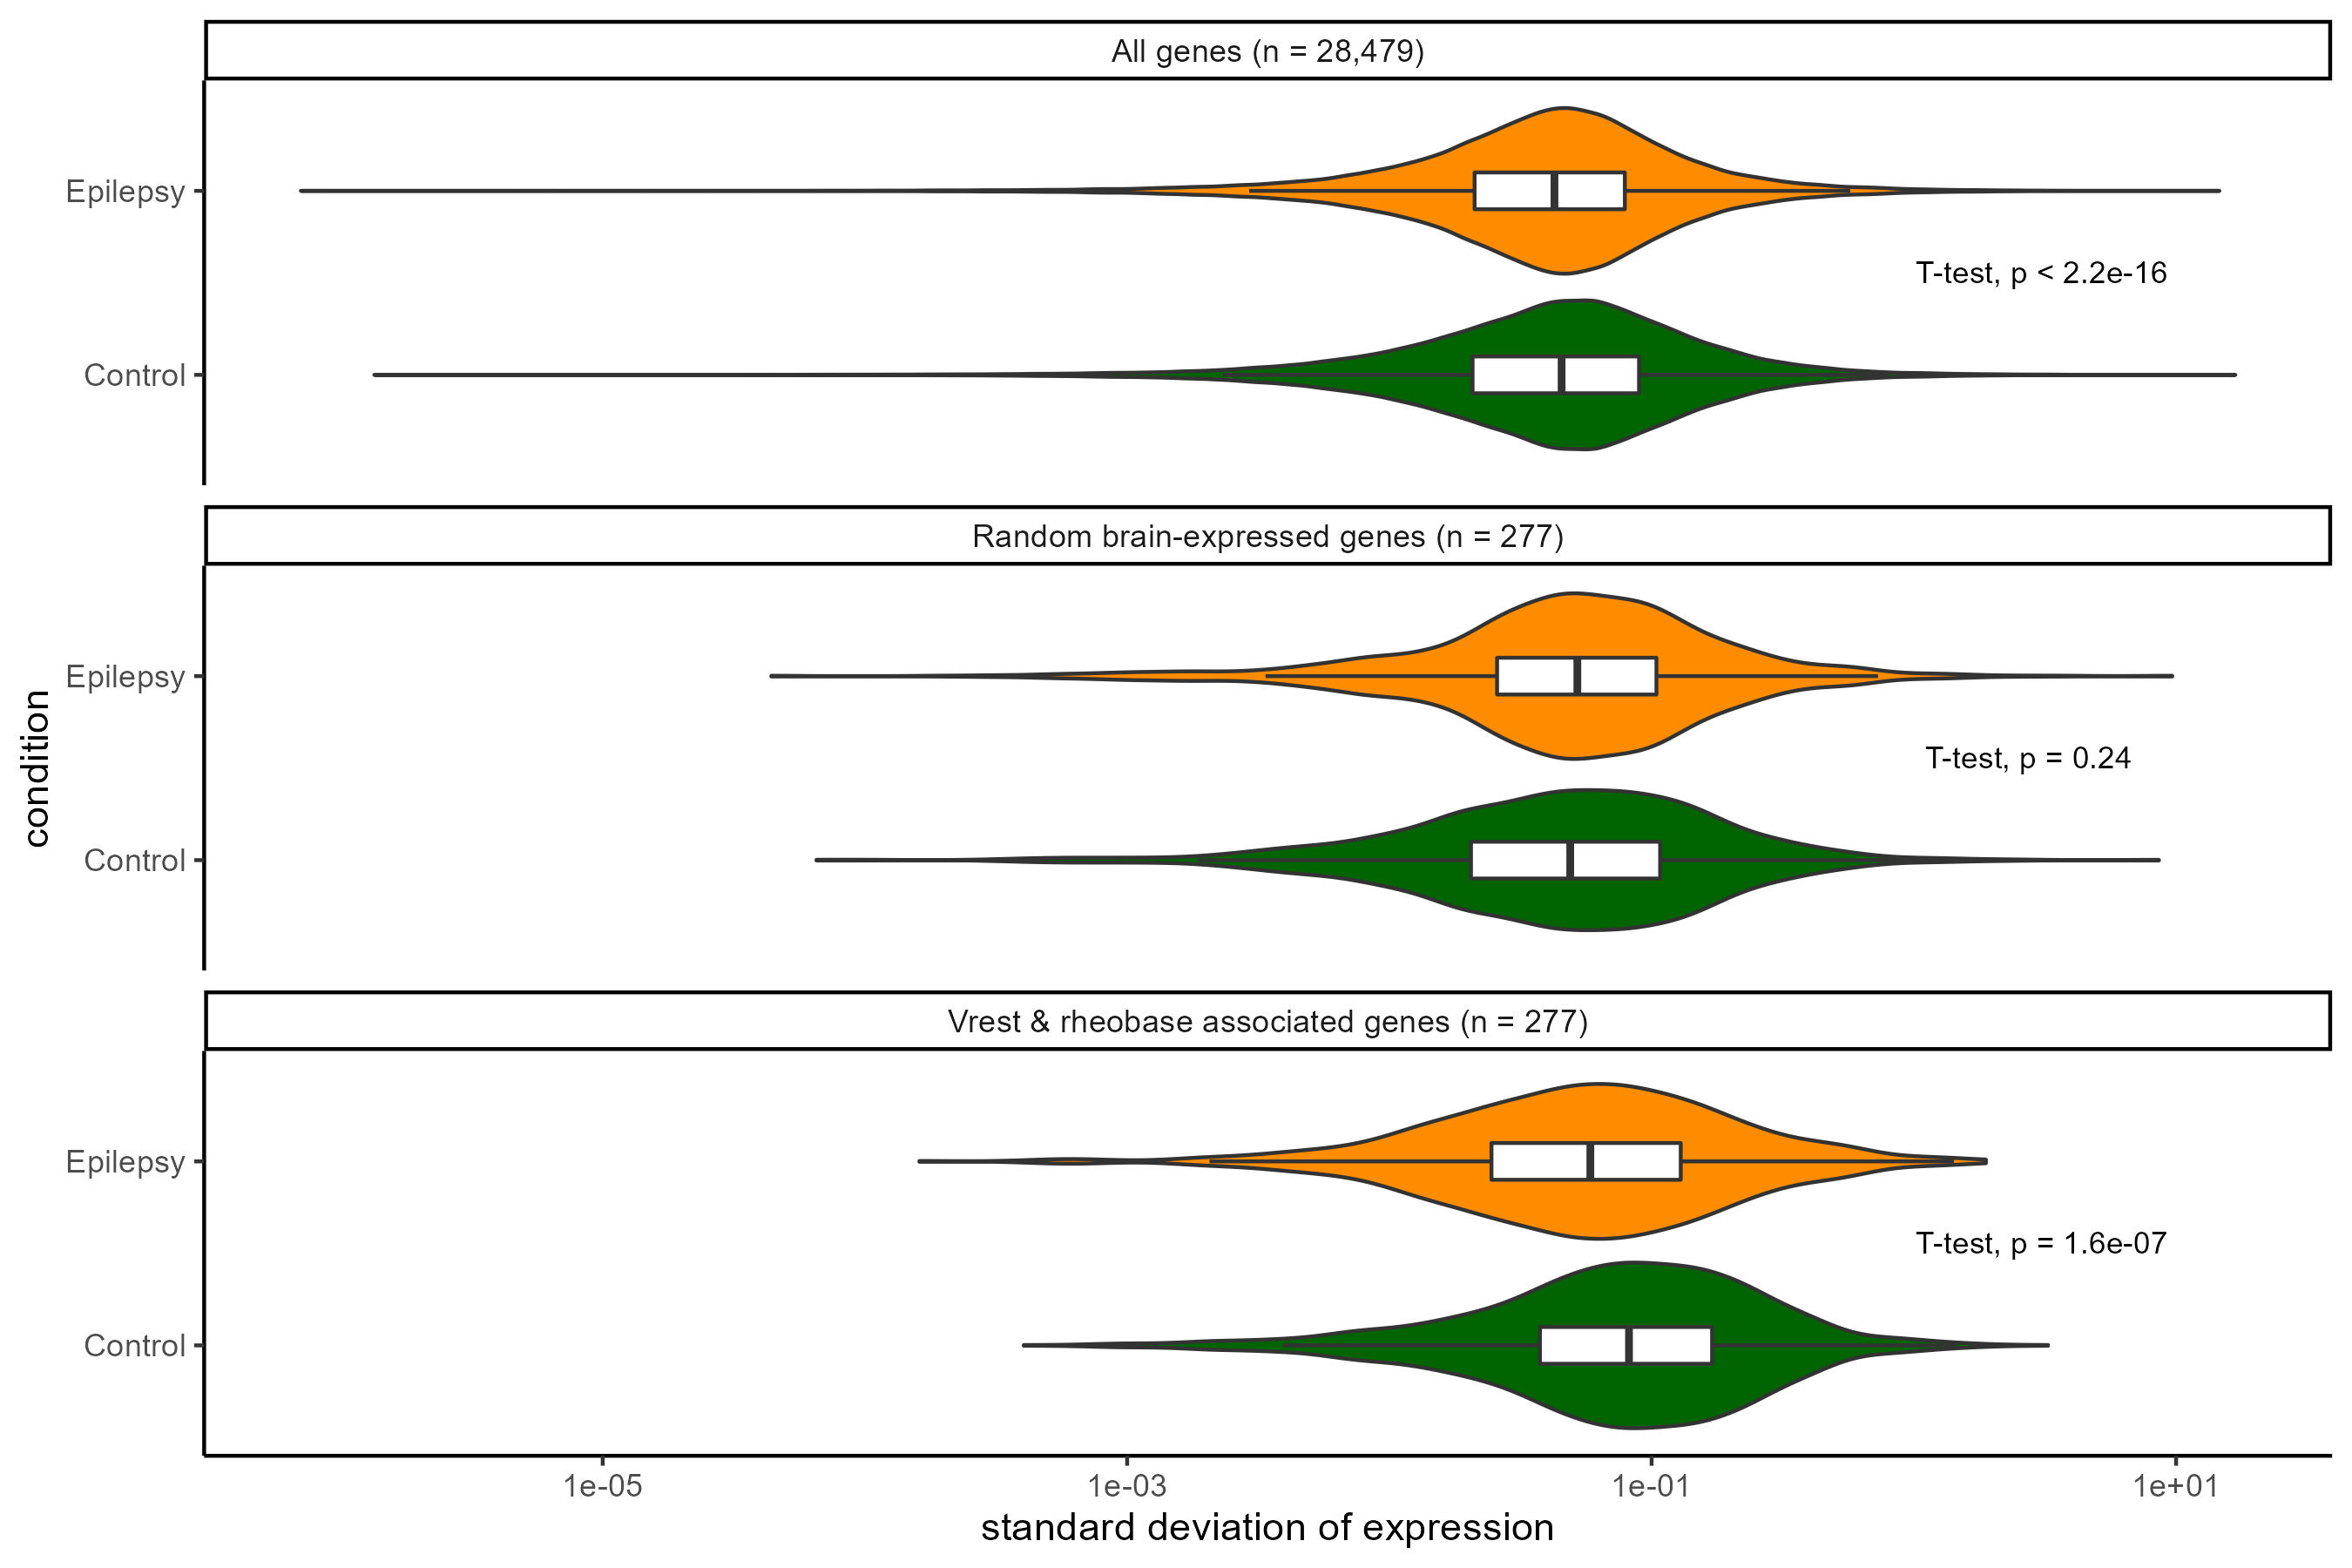 All genes (n = 28,479)
Epilepsy
T-test, p < 2.2e-16
Control
Random brain-expressed genes (n = 277)
Epilepsy
T-test, p = 0.24
Control
condition
Vrest & rheobase associated genes (n = 277)
Epilepsy
T-test, p = 1.6e-07
Control
1e-05 1e-03 1e-01 1e+01
standard deviation of expression